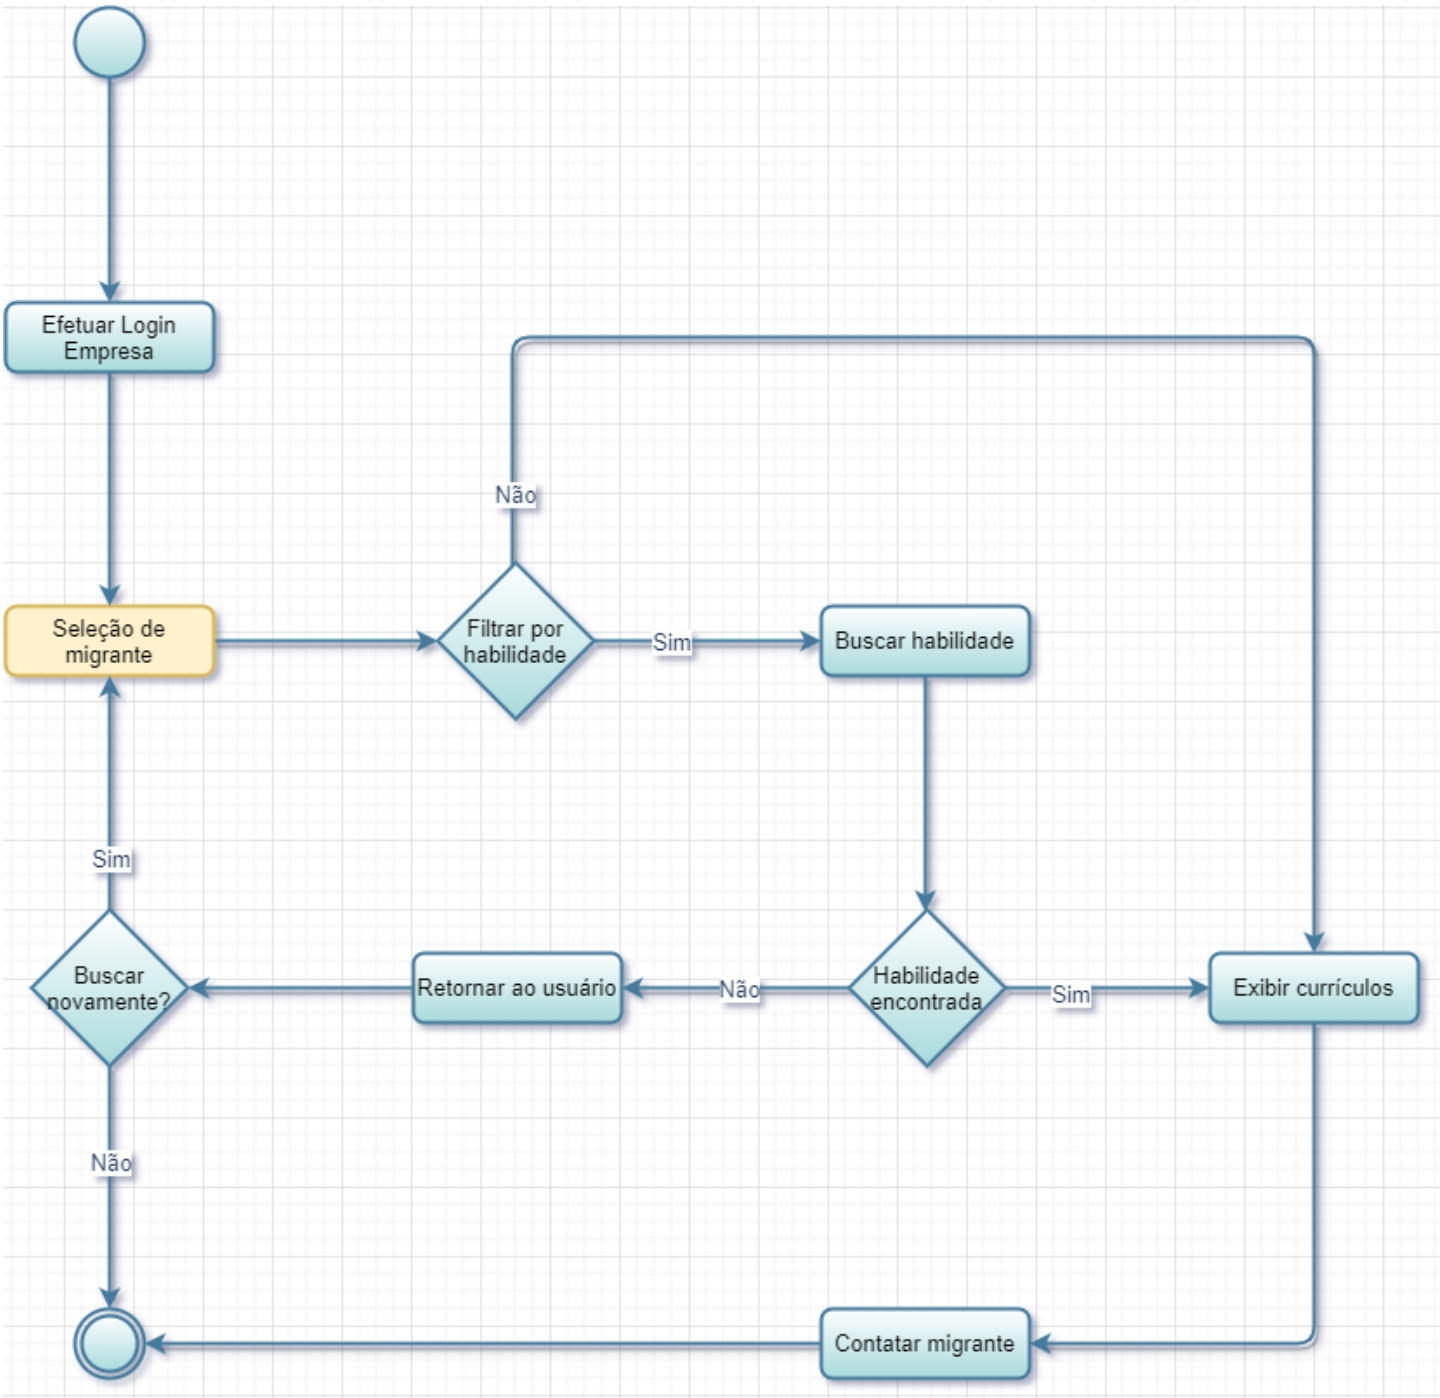 Efetuar Login
Empresa
Não
Seleção de
migrante
Filtrar por
habilidade
Sim
Buscar habilidade
Sim
Buscar
novamente?
Retornar ao usuário
Não
Habilidade
encontrada
Sim
Exibir currículos
Não
Contatar migrante